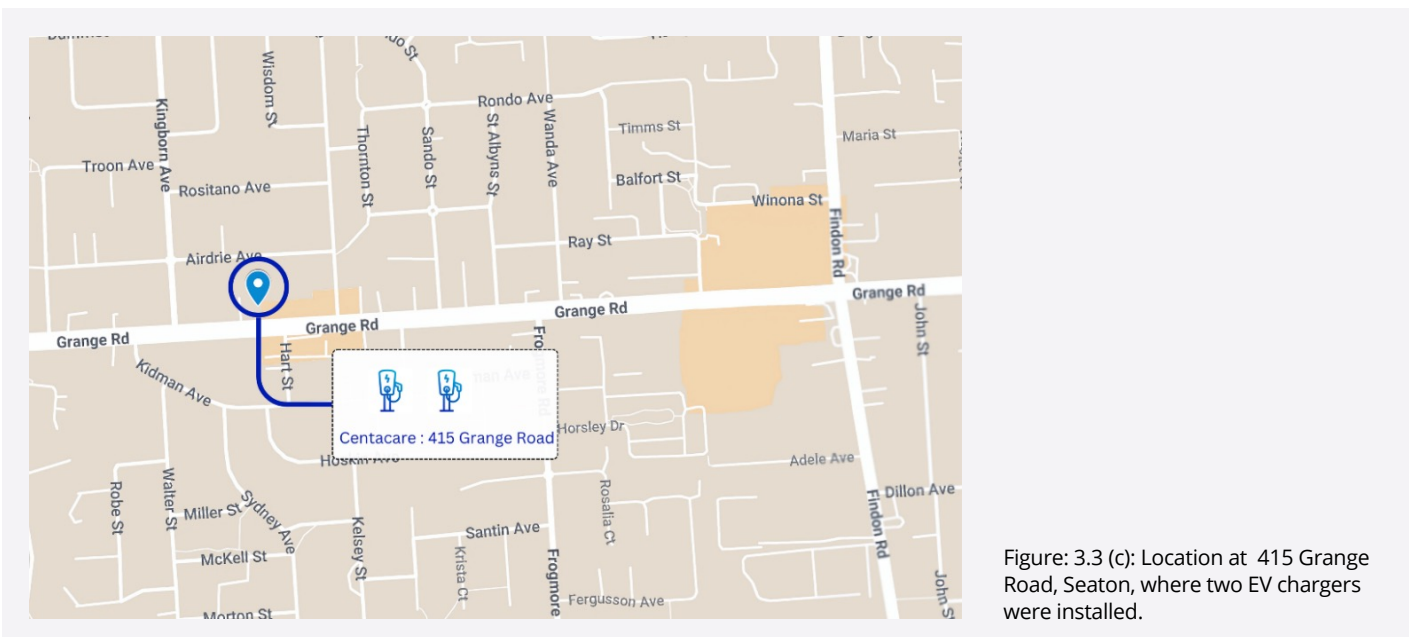 Wisdom St
Rondo Ave
Kingborn Ave
Thornton St
Sando St
St Albyns St
Wanda Ave
Timms St
Maria St
Troon Ave
Rositano Ave
Balfort St
Winona St
Findon Rd
Ray St
Airdrie Ave
Grange Rd
Grange Rd
Grange Rd
Grange Rd
John St
Hart St
Kidman Ave
Centacare : 415 Grange Road
Horsley Dr
Adele Ave
Walter St
Robe St
Sydney Ave
Miller St
Rosalia Ct
Dillon Ave
Findon Rd
Kelsey St
Santin Ave
McKell St
Krista Ct
Frogmore
Fergusson Ave
Morton St
John S
Figure: 3.3 (c): Location at 415 Grange
Road, Seaton, where two EV chargers
were installed.